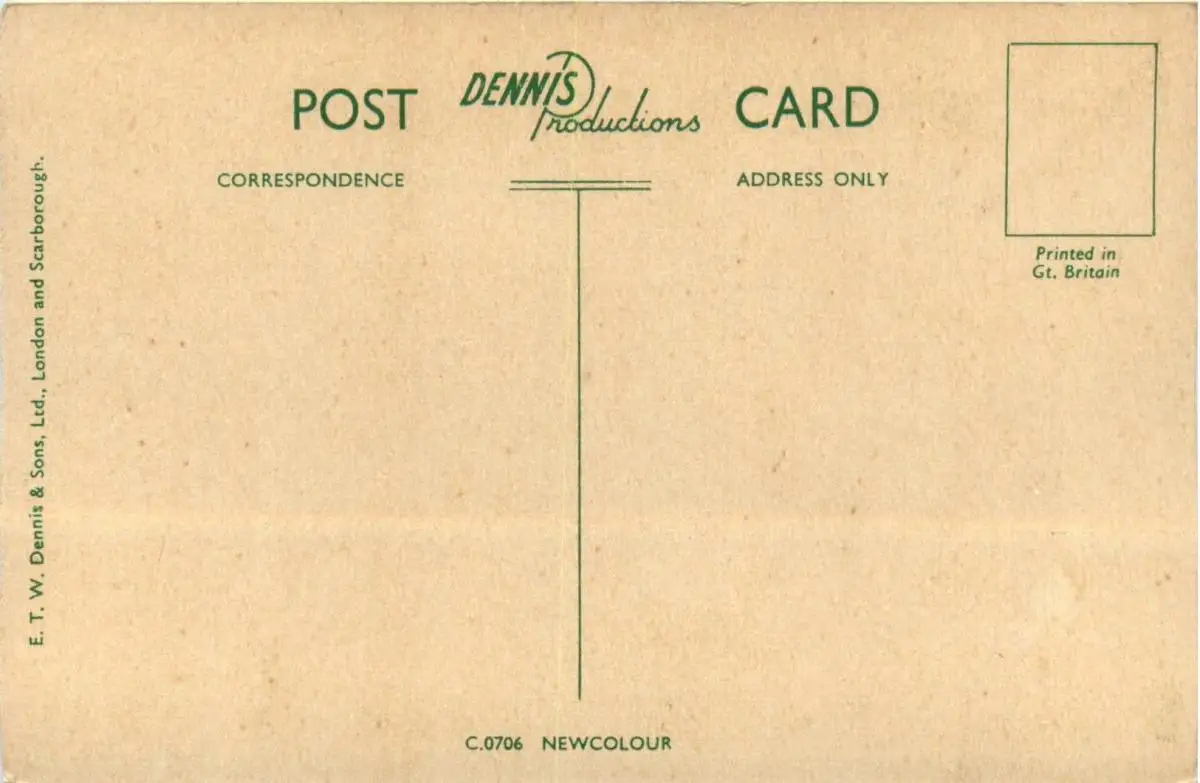 POST DENNIS Productions CARD
CORRESPONDENCE
ADDRESS ONLY
Printed in
Gt. Britain
E. T. W. Dennis & Sons, Ltd., London and Scarborough.
C.0706 NEWCOLOUR